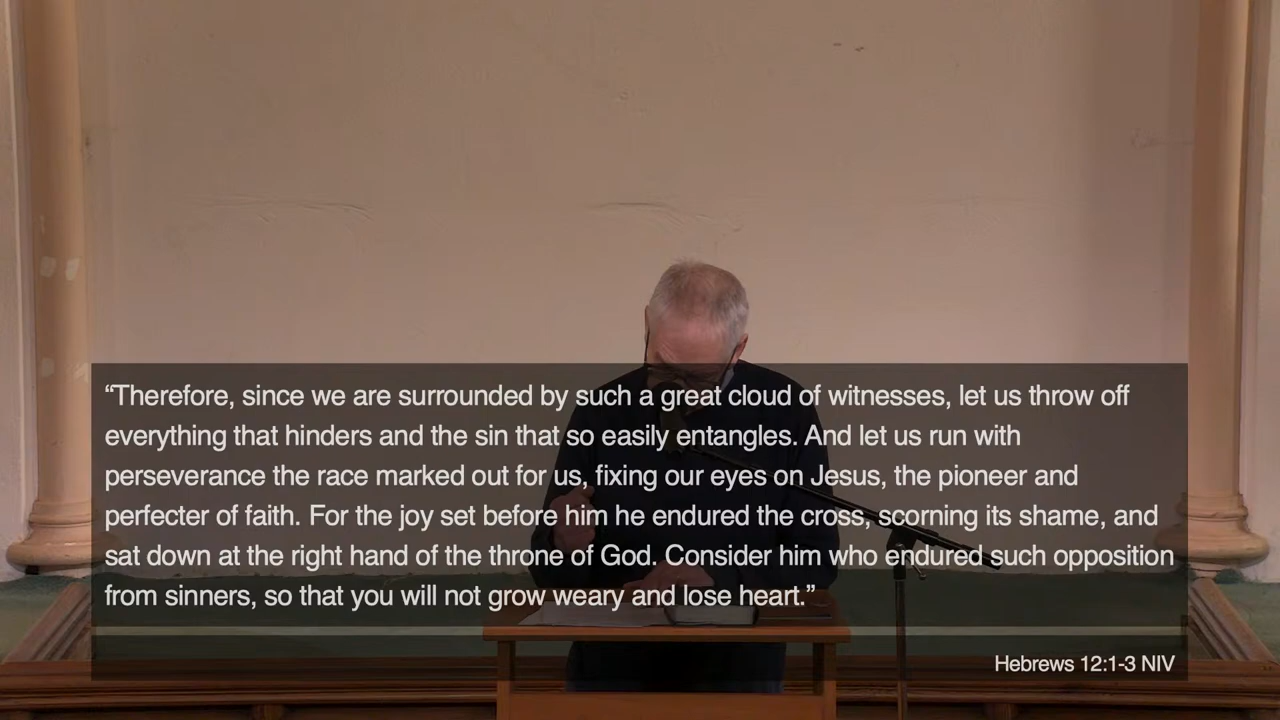 “Therefore, since we are surrounded by such a great cloud of witnesses, let us throw off
everything that hinders and the sin that so easily entangles. And let us run with
perseverance the race marked out for us, fixing our eyes on Jesus, the pioneer and
perfecter of faith. For the joy set before him he endured the cross, scorning its shame, and
sat down at the right hand of the throne of God. Consider him who endured such opposition
from sinners, so that you will not grow weary and lose heart.”
Hebrews 12:1-3 NIV